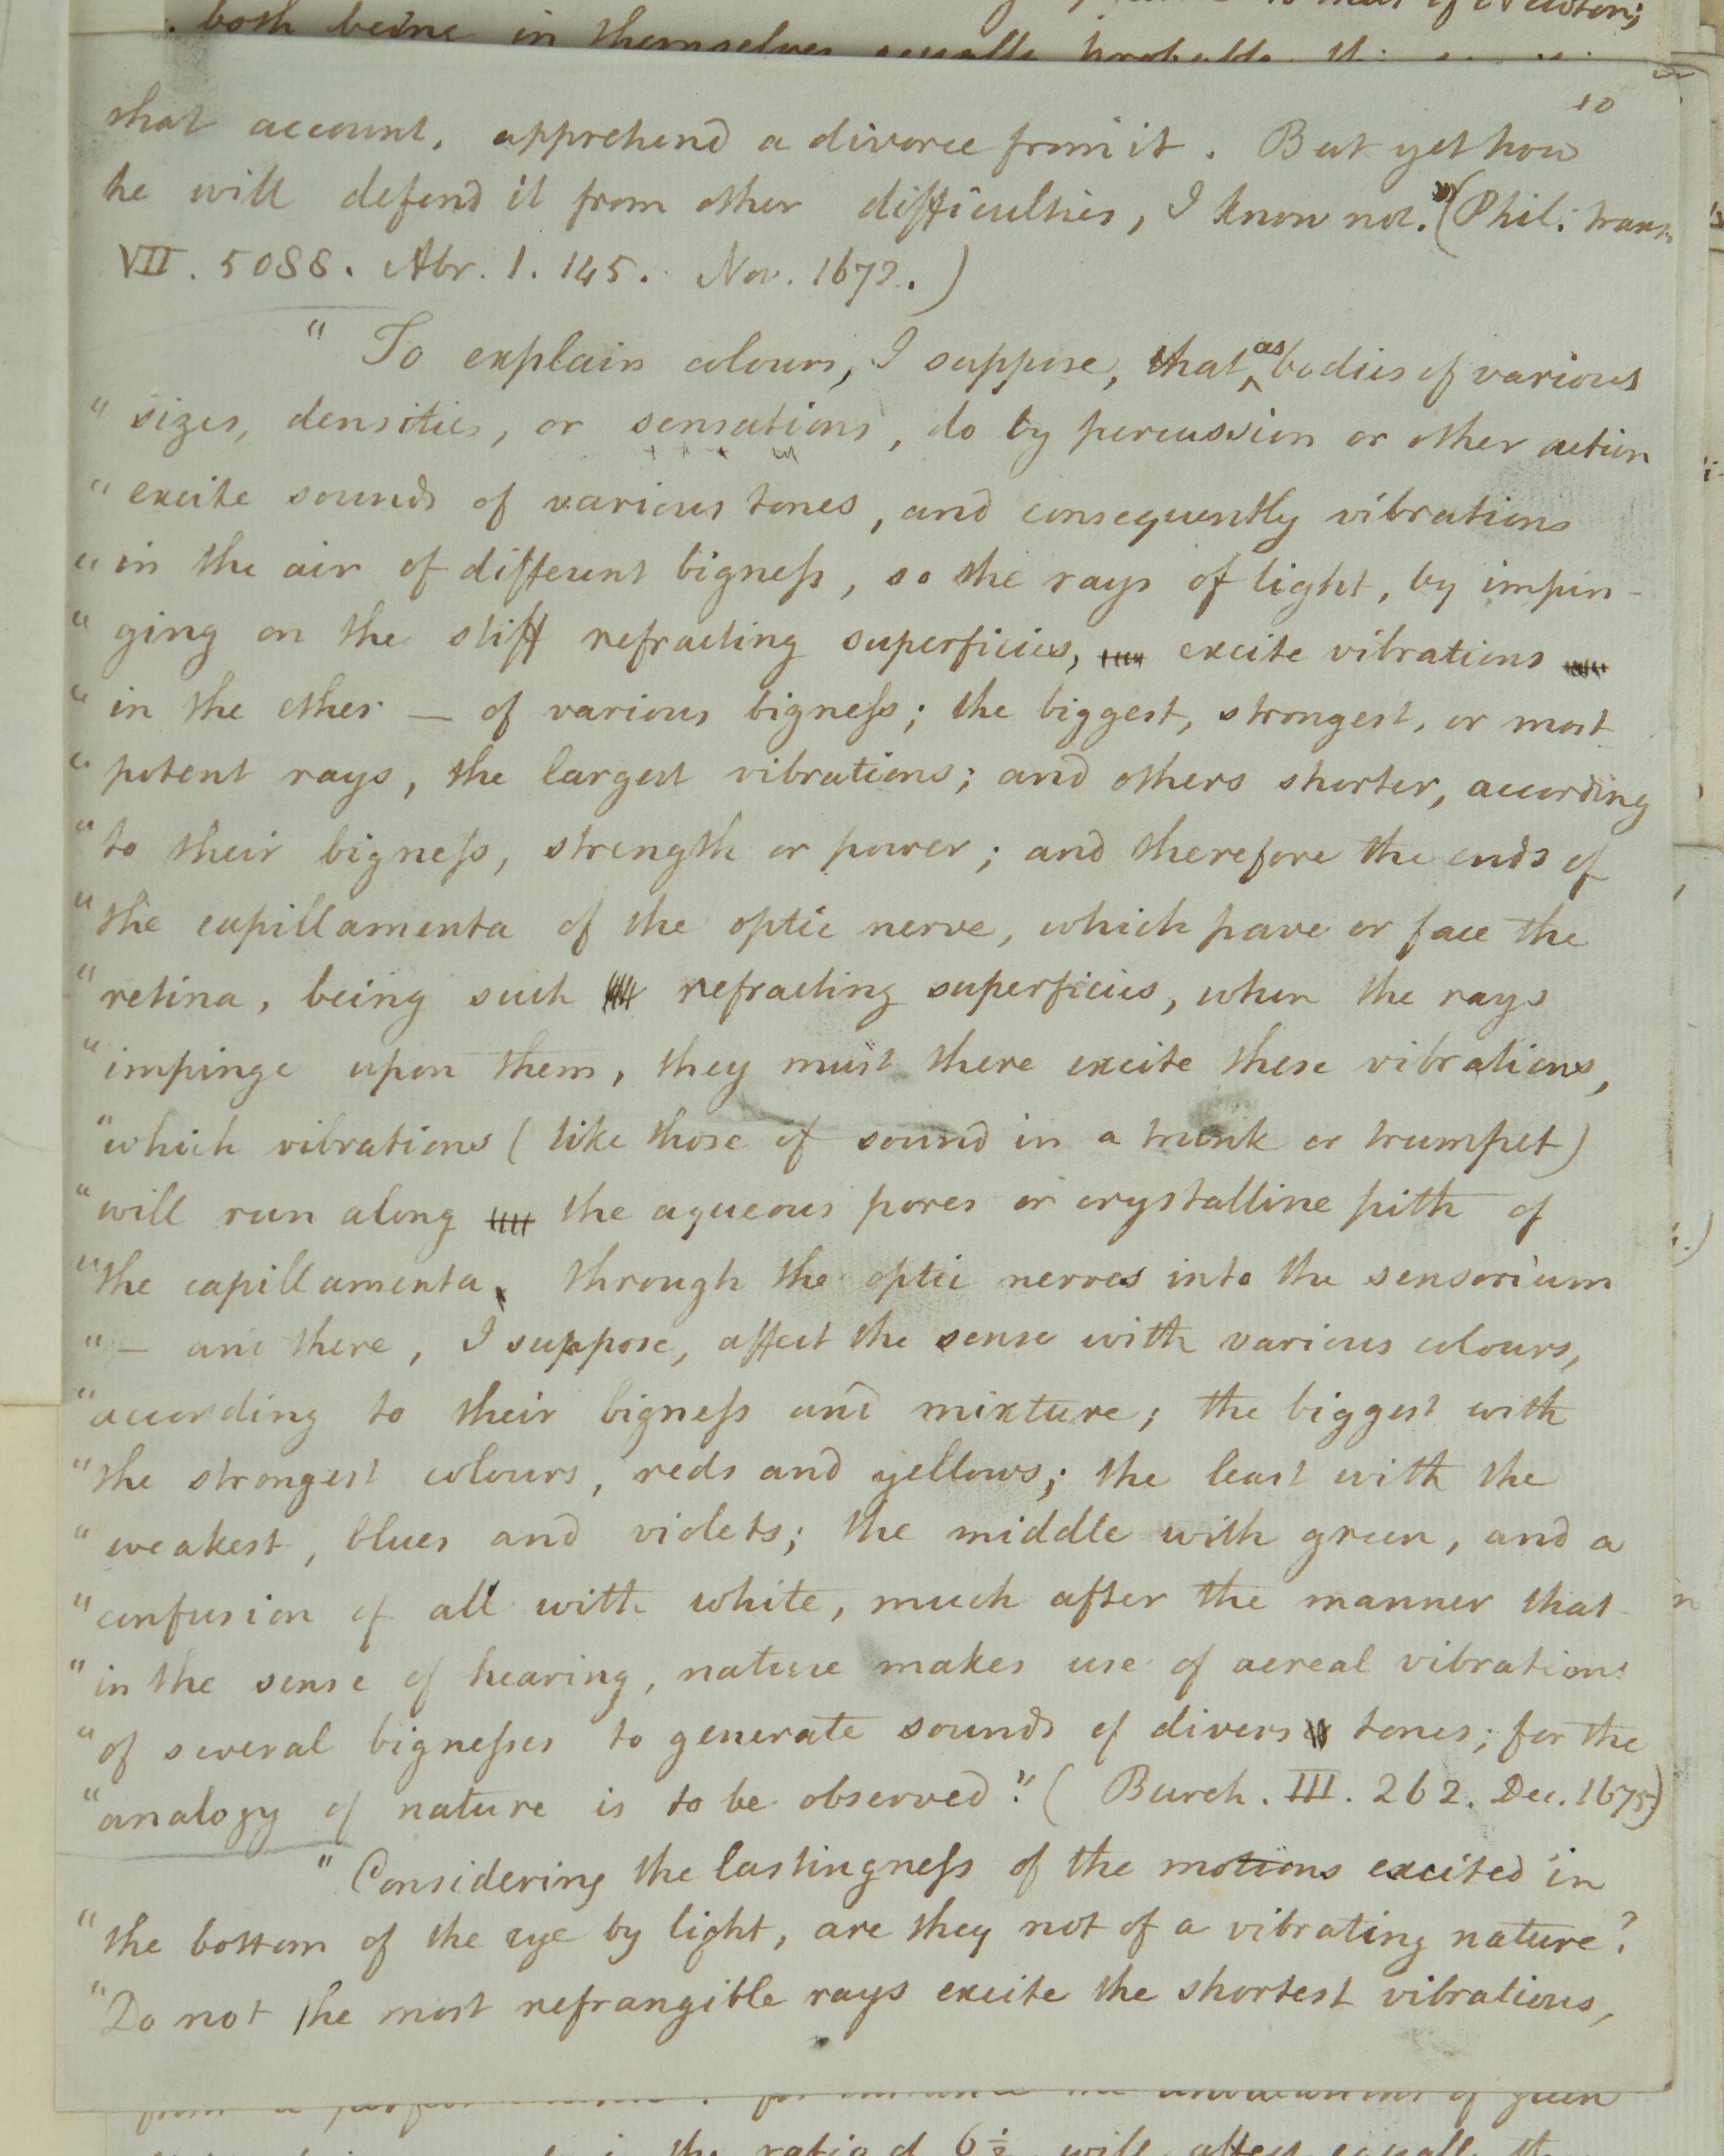 both being in themselves equally probable
10
that account, apprehend a divorce from it. But yet how
he will defend it from other difficulties, I know not." (Phil. trans.
VII. 5088. Abr. 1. 145. Nov. 1672.)
" To explain colours, I suppose, that as bodies of various
" sizes, densities, or sensations, do by percussion or other action
" excite sounds of various tones, and consequently vibrations
" in the air of different bigness, so the rays of light, by impin-
" ging on the stiff refracting superficies, excite vibrations
" in the ether — of various bigness; the biggest, strongest, or most
" potent rays, the largest vibrations; and others shorter, according
" to their bigness, strength or power; and therefore the ends of
" the capillamenta of the optic nerve, which pave or face the
" retina, being such refracting superficies, when the rays
" impinge upon them, they must there excite these vibrations,
" which vibrations (like those of sound in a trunk or trumpet)
" will run along the aqueous pores or crystalline pith of
" the capillamenta, through the optic nerves into the sensorium
" — and there, I suppose, affect the sense with various colours,
" according to their bigness and mixture; the biggest with
" the strongest colours, reds and yellows; the least with the
" weakest, blues and violets; the middle with green, and a
" confusion of all with white, much after the manner that
" in the sense of hearing, nature makes use of aereal vibrations
" of several bignesses to generate sounds of divers tones; for the
" analogy of nature is to be observed." (Burch. III. 262. Dec. 1675)
" Considering the lastingness of the motions excited in
" the bottom of the eye by light, are they not of a vibrating nature?
" Do not the most refrangible rays excite the shortest vibrations,
the ratio of 6½ will affect equally